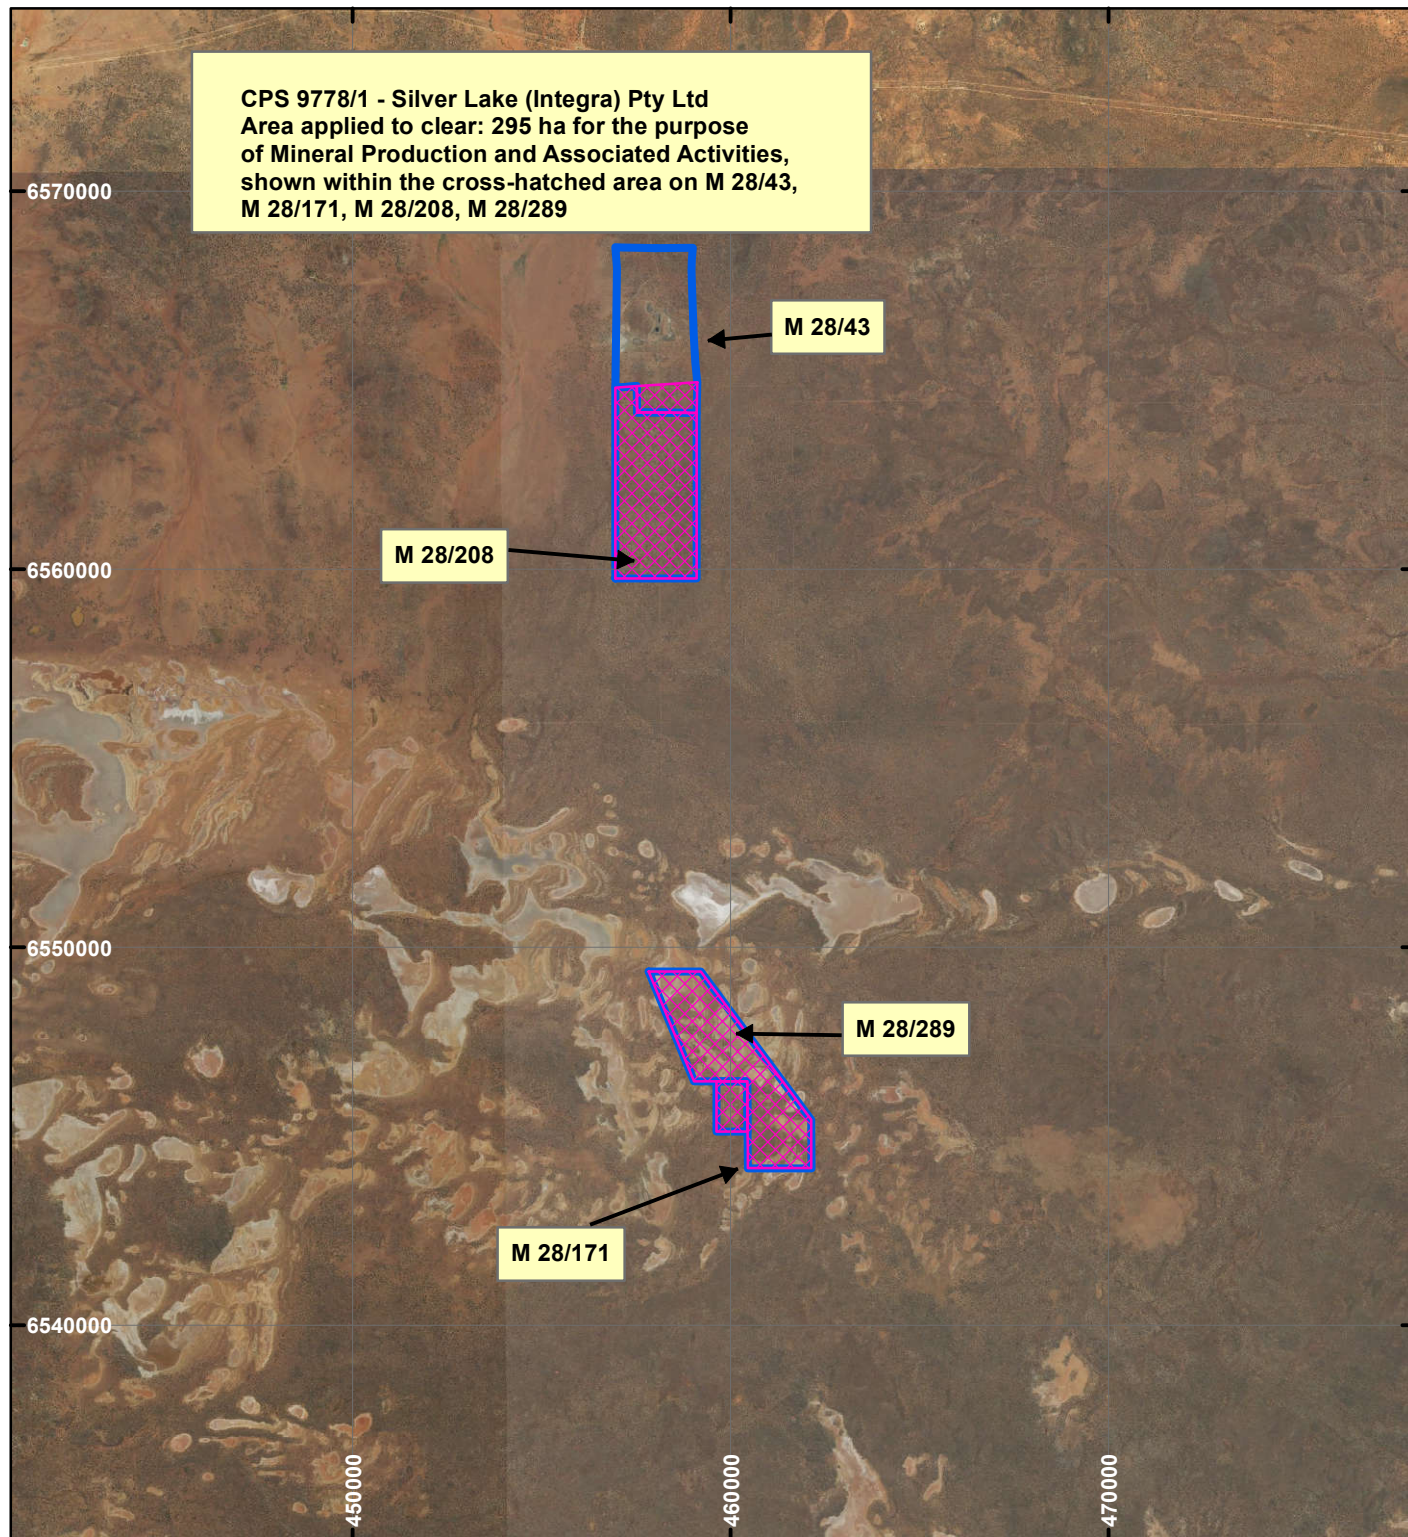 CPS 9778/1 - Silver Lake (Integra) Pty Ltd
Area applied to clear: 295 ha for the purpose
of Mineral Production and Associated Activities,
shown within the cross-hatched area on M 28/43,
M 28/171, M 28/208, M 28/289
6570000
M 28/43
M 28/208
6560000
6550000
M 28/289
M 28/171
6540000
450000
460000
470000